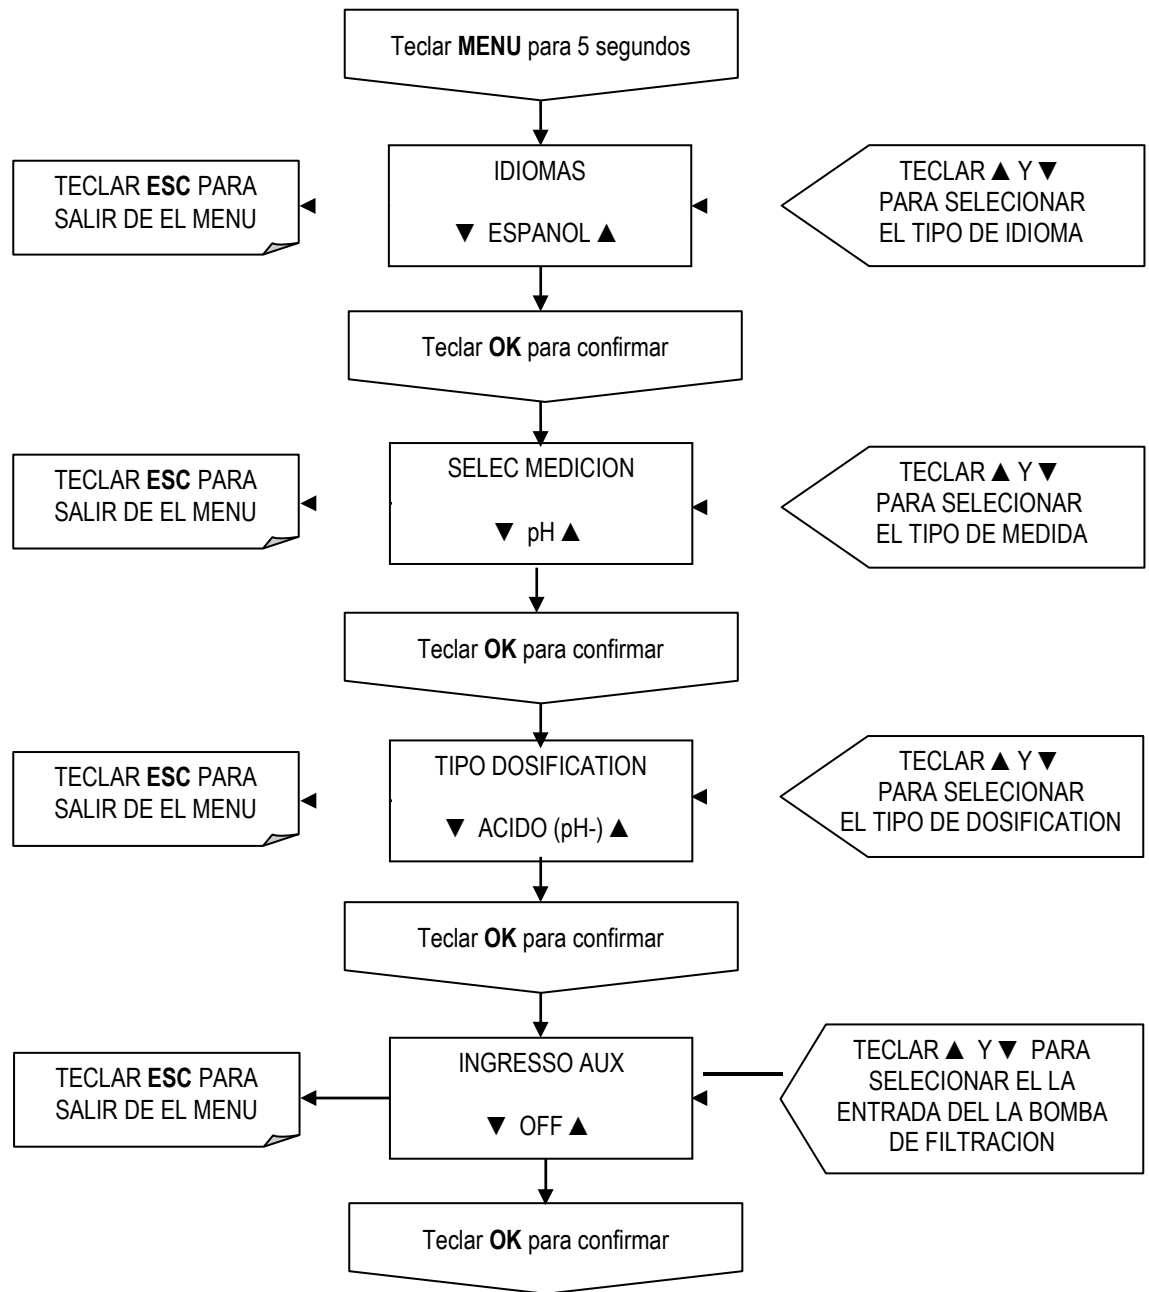 Teclar MENU para 5 segundos
TECLAR ESC PARA
SALIR DE EL MENU
IDIOMAS
▼ ESPANOL ▲
TECLAR ▲ Y ▼
PARA SELECIONAR
EL TIPO DE IDIOMA
Teclar OK para confirmar
TECLAR ESC PARA
SALIR DE EL MENU
SELEC MEDICION
▼ pH ▲
TECLAR ▲ Y ▼
PARA SELECIONAR
EL TIPO DE MEDIDA
Teclar OK para confirmar
TECLAR ESC PARA
SALIR DE EL MENU
TIPO DOSIFICATION
▼ ACIDO (pH-) ▲
TECLAR ▲ Y ▼
PARA SELECIONAR
EL TIPO DE DOSIFICATION
Teclar OK para confirmar
TECLAR ESC PARA
SALIR DE EL MENU
INGRESSO AUX
▼ OFF ▲
TECLAR ▲ Y ▼ PARA
SELECIONAR EL LA
ENTRADA DEL LA BOMBA
DE FILTRACION
Teclar OK para confirmar